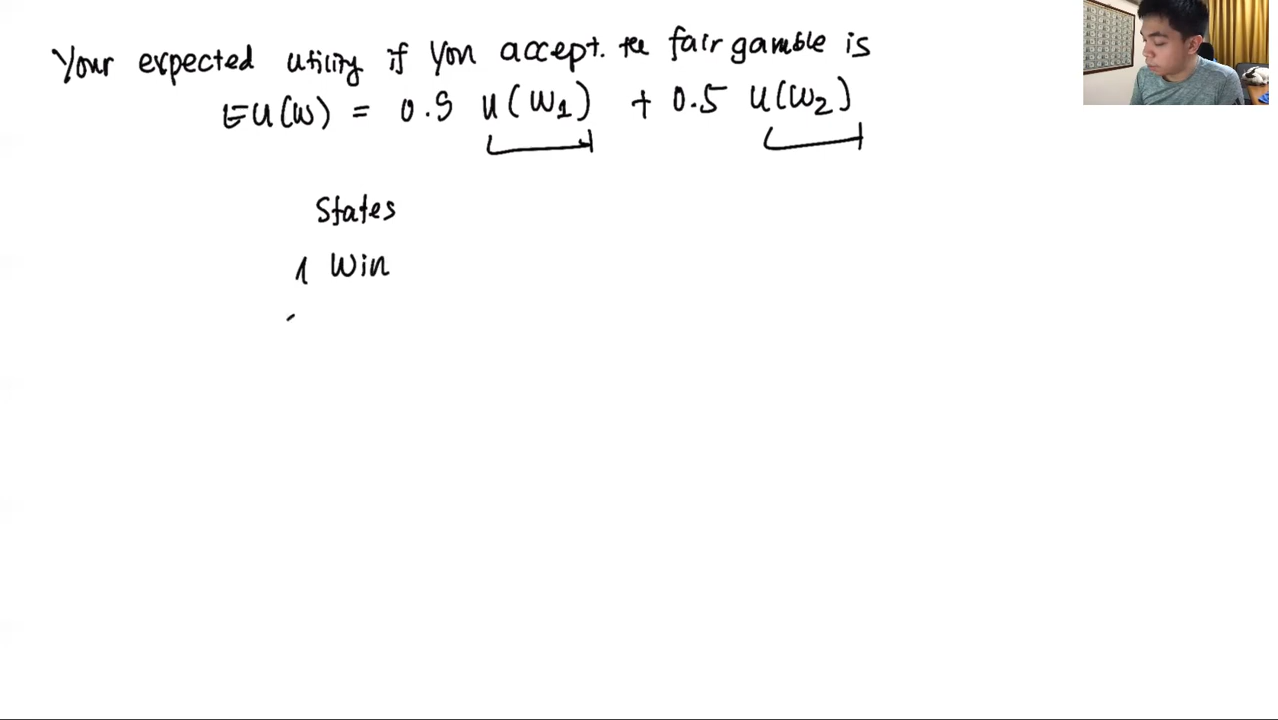 Your expected utility if you accept. the fair gamble is
EU(W) = 0.5 u(W1) + 0.5 u(W2)
States
1 Win